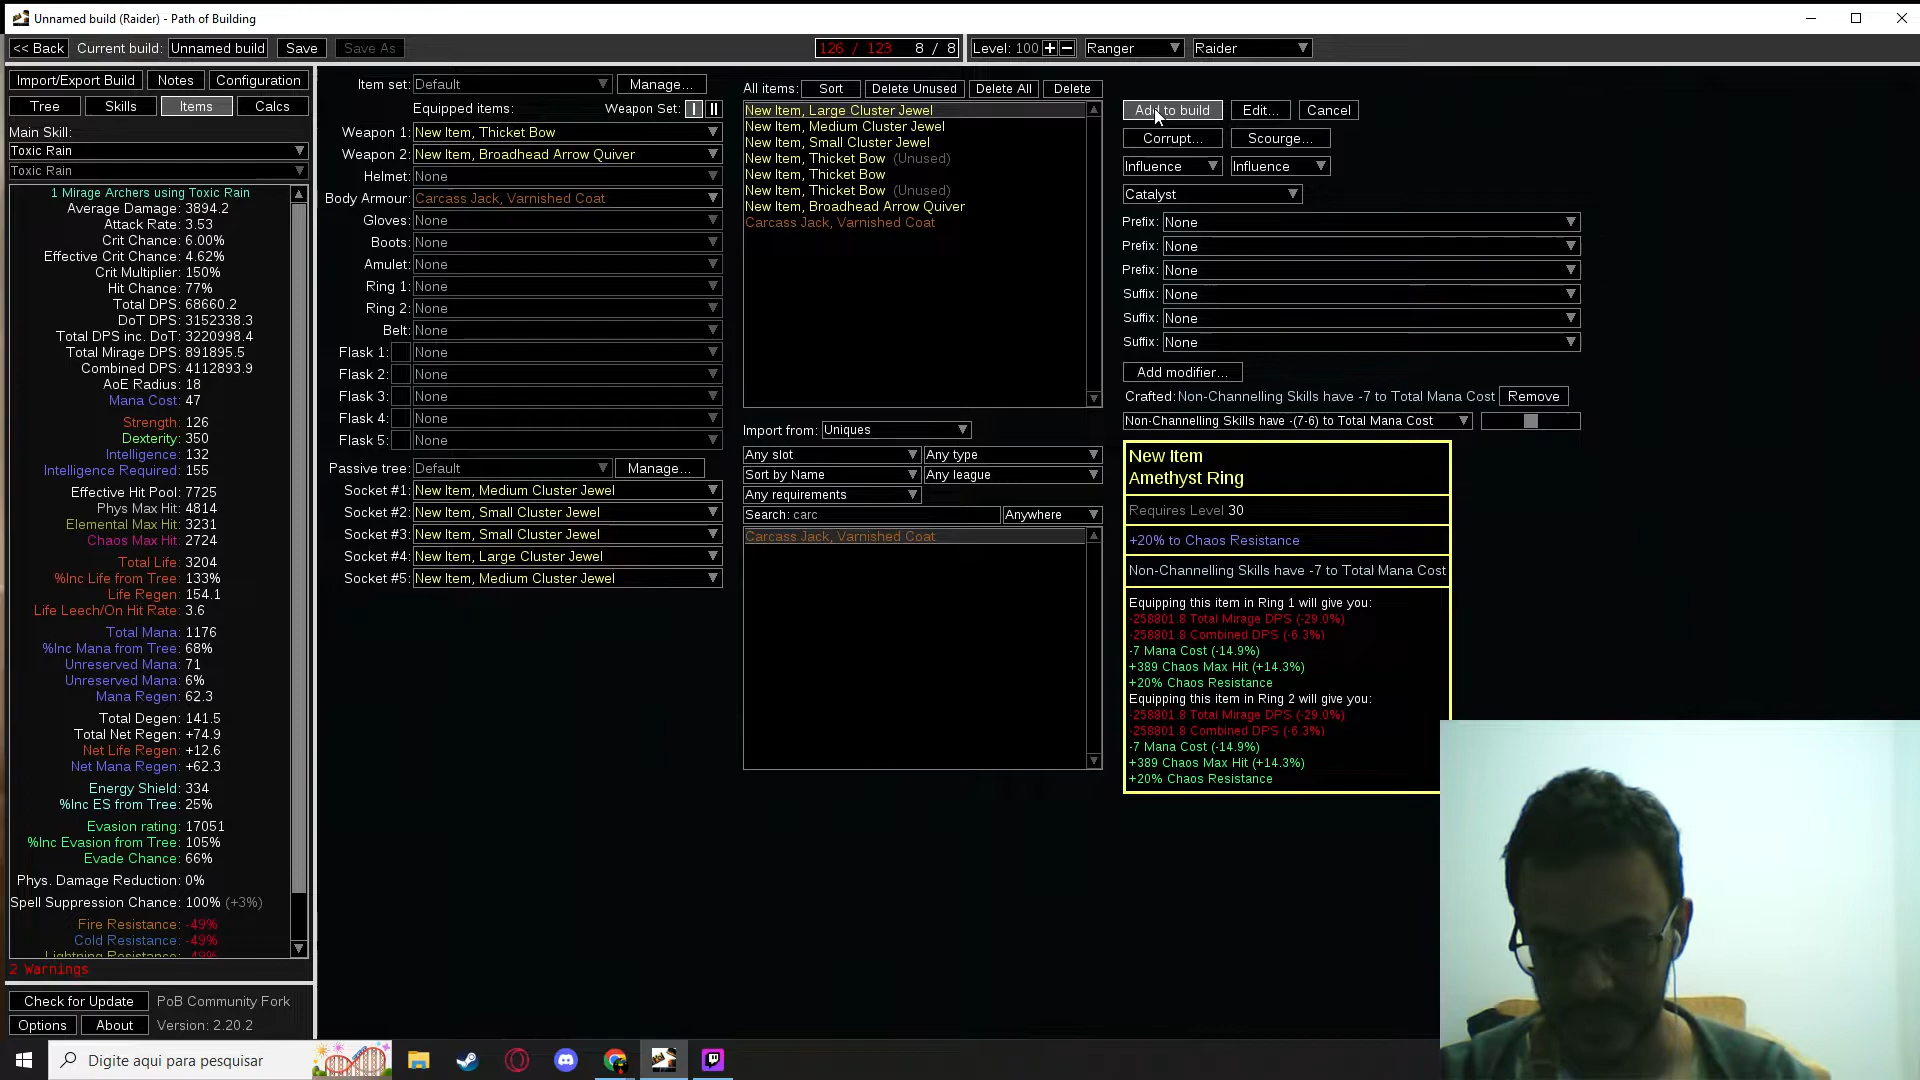 Unnamed build (Raider) - Path of Building
<< Back Current build: Unnamed build Save Save As 126 / 123 8 / 8 Level: 100 + - Ranger Raider
Import/Export Build Notes Configuration
Tree Skills Items Calcs
Main Skill:
Toxic Rain
Toxic Rain
1 Mirage Archers using Toxic Rain
Average Damage: 3894.2
Attack Rate: 3.53
Crit Chance: 6.00%
Effective Crit Chance: 4.62%
Crit Multiplier: 150%
Hit Chance: 77%
Total DPS: 68660.2
DoT DPS: 3152338.3
Total DPS inc. DoT: 3220998.4
Total Mirage DPS: 891895.5
Combined DPS: 4112893.9
AoE Radius: 18
Mana Cost: 47
Strength: 126
Dexterity: 350
Intelligence: 132
Intelligence Required: 155
Effective Hit Pool: 7725
Phys Max Hit: 4814
Elemental Max Hit: 3231
Chaos Max Hit: 2724
Total Life: 3204
%Inc Life from Tree: 133%
Life Regen: 154.1
Life Leech/On Hit Rate: 3.6
Total Mana: 1176
%Inc Mana from Tree: 68%
Unreserved Mana: 71
Unreserved Mana: 6%
Mana Regen: 62.3
Total Degen: 141.5
Total Net Regen: +74.9
Net Life Regen: +12.6
Net Mana Regen: +62.3
Energy Shield: 334
%Inc ES from Tree: 25%
Evasion rating: 17051
%Inc Evasion from Tree: 105%
Evade Chance: 66%
Phys. Damage Reduction: 0%
Spell Suppression Chance: 100% (+3%)
Fire Resistance: -49%
Cold Resistance: -49%
Lightning Resistance: -49%
2 Warnings
Check for Update PoB Community Fork
Options About Version: 2.20.2
Item set: Default Manage...
Equipped items: Weapon Set: I II
Weapon 1: New Item, Thicket Bow
Weapon 2: New Item, Broadhead Arrow Quiver
Helmet: None
Body Armour: Carcass Jack, Varnished Coat
Gloves: None
Boots: None
Amulet: None
Ring 1: None
Ring 2: None
Belt: None
Flask 1: None
Flask 2: None
Flask 3: None
Flask 4: None
Flask 5: None
Passive tree: Default Manage...
Socket #1: New Item, Medium Cluster Jewel
Socket #2: New Item, Small Cluster Jewel
Socket #3: New Item, Small Cluster Jewel
Socket #4: New Item, Large Cluster Jewel
Socket #5: New Item, Medium Cluster Jewel
All items: Sort Delete Unused Delete All Delete
New Item, Large Cluster Jewel
New Item, Medium Cluster Jewel
New Item, Small Cluster Jewel
New Item, Thicket Bow (Unused)
New Item, Thicket Bow
New Item, Thicket Bow (Unused)
New Item, Broadhead Arrow Quiver
Carcass Jack, Varnished Coat
Import from: Uniques
Any slot Any type
Sort by Name Any league
Any requirements
Search: carc Anywhere
Carcass Jack, Varnished Coat
Add to build Edit... Cancel
Corrupt... Scourge...
Influence Influence
Catalyst
Prefix: None
Prefix: None
Prefix: None
Suffix: None
Suffix: None
Suffix: None
Add modifier...
Crafted: Non-Channelling Skills have -7 to Total Mana Cost Remove
Non-Channelling Skills have -(7-6) to Total Mana Cost
New Item
Amethyst Ring
Requires Level 30
+20% to Chaos Resistance
Non-Channelling Skills have -7 to Total Mana Cost
Equipping this item in Ring 1 will give you:
-258801.8 Total Mirage DPS (-29.0%)
-258801.8 Combined DPS (-6.3%)
-7 Mana Cost (-14.9%)
+389 Chaos Max Hit (+14.3%)
+20% Chaos Resistance
Equipping this item in Ring 2 will give you:
-258801.8 Total Mirage DPS (-29.0%)
-258801.8 Combined DPS (-6.3%)
-7 Mana Cost (-14.9%)
+389 Chaos Max Hit (+14.3%)
+20% Chaos Resistance
Digite aqui para pesquisar